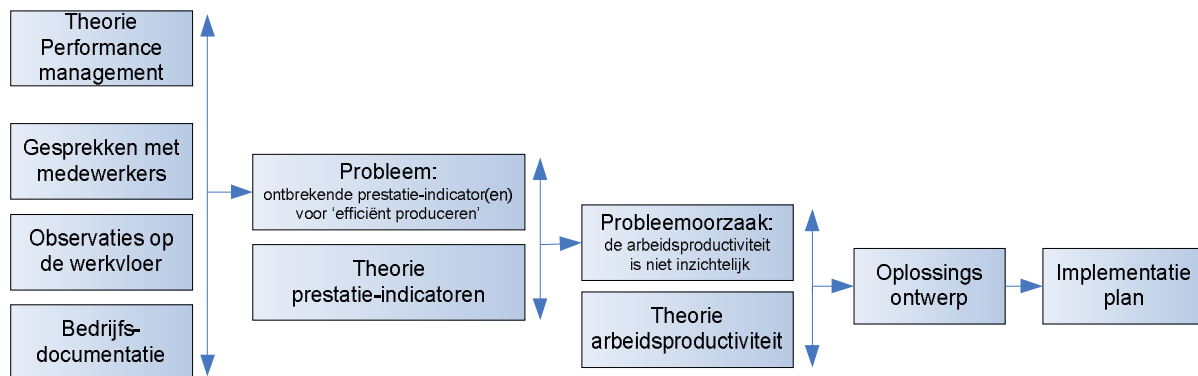 Theorie
Performance
management
Gesprekken met
medewerkers
Observaties op
de werkvloer
Bedrijfs-
documentatie
Probleem:
ontbrekende prestatie-indicator(en)
voor ‘efficiënt produceren’
Theorie
prestatie-indicatoren
Probleemoorzaak:
de arbeidsproductiviteit
is niet inzichtelijk
Theorie
arbeidsproductiviteit
Oplossings
ontwerp
Implementatie
plan